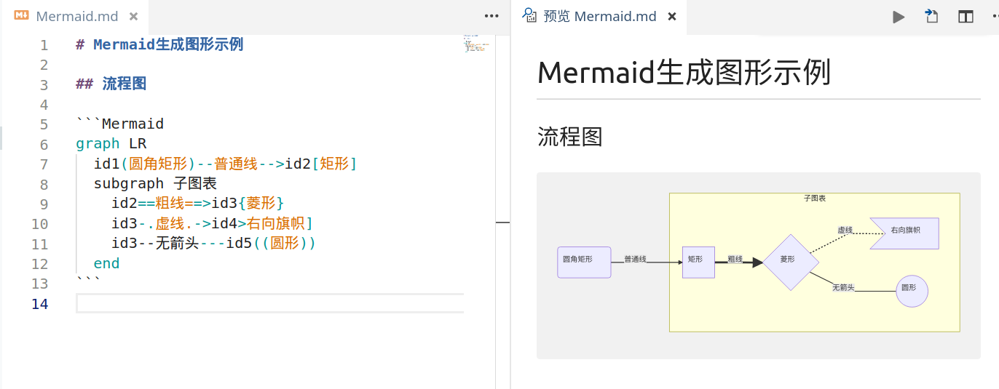 Mermaid.md
1 # Mermaid生成图形示例
2
3 ## 流程图
4
5 ```Mermaid
6 graph LR
7 id1(圆角矩形)--普通线-->id2[矩形]
8 subgraph 子图表
9 id2==粗线==>id3{菱形}
10 id3-.虚线.->id4>右向旗帜]
11 id3--无箭头---id5((圆形))
12 end
13 ```
14
预览 Mermaid.md
Mermaid生成图形示例
流程图
子图表
圆角矩形
普通线
矩形
粗线
菱形
虚线
右向旗帜
无箭头
圆形